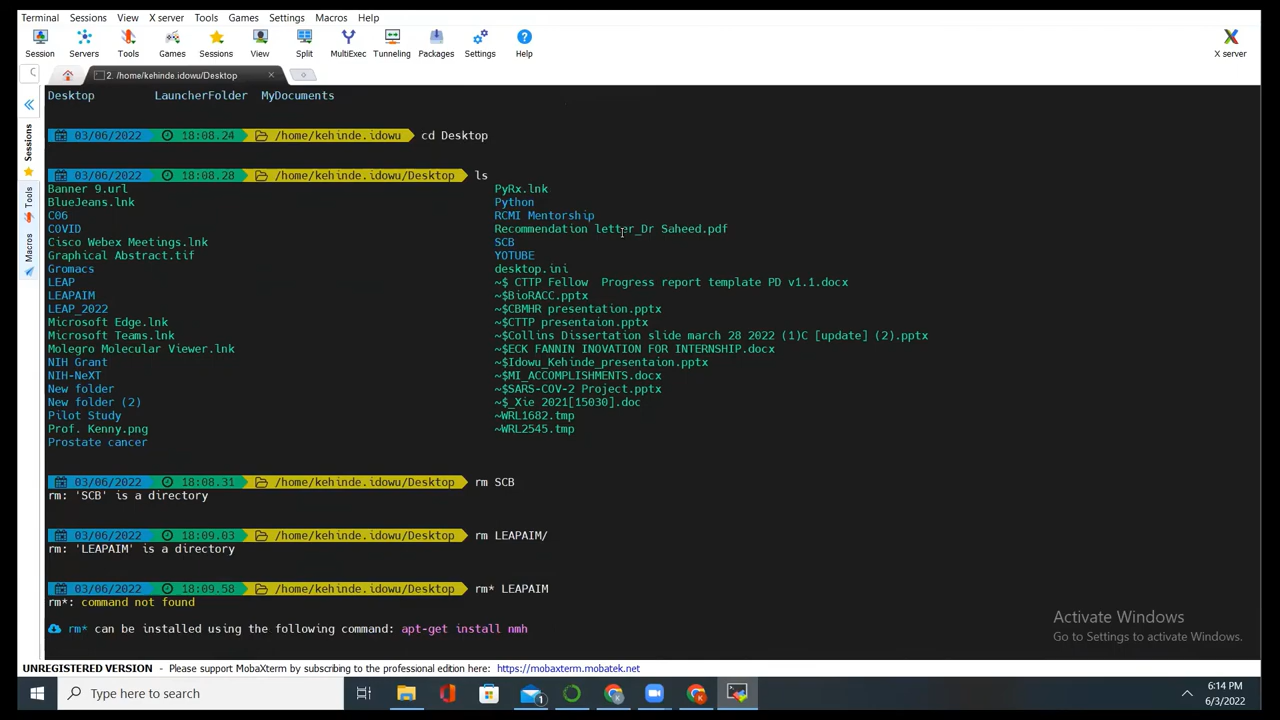 Terminal Sessions View X server Tools Games Settings Macros Help
Session Servers Tools Games Sessions View Split MultiExec Tunneling Packages Settings Help X server
2. /home/kehinde.idowu/Desktop
Sessions
Tools
Macros
Desktop LauncherFolder MyDocuments
03/06/2022 18:08.24 /home/kehinde.idowu cd Desktop
03/06/2022 18:08.28 /home/kehinde.idowu/Desktop ls
Banner 9.url PyRx.lnk
BlueJeans.lnk Python
C06 RCMI Mentorship
COVID Recommendation letter_Dr Saheed.pdf
Cisco Webex Meetings.lnk SCB
Graphical Abstract.tif YOTUBE
Gromacs desktop.ini
LEAP ~$ CTTP Fellow  Progress report template PD v1.1.docx
LEAPAIM ~$BioRACC.pptx
LEAP_2022 ~$CBMHR presentation.pptx
Microsoft Edge.lnk ~$CTTP presentaion.pptx
Microsoft Teams.lnk ~$Collins Dissertation slide march 28 2022 (1)C [update] (2).pptx
Molegro Molecular Viewer.lnk ~$ECK FANNIN INOVATION FOR INTERNSHIP.docx
NIH Grant ~$Idowu_Kehinde_presentaion.pptx
NIH-NeXT ~$MI_ACCOMPLISHMENTS.docx
New folder ~$SARS-COV-2 Project.pptx
New folder (2) ~$_Xie 2021[15030].doc
Pilot Study ~WRL1682.tmp
Prof. Kenny.png ~WRL2545.tmp
Prostate cancer
03/06/2022 18:08.31 /home/kehinde.idowu/Desktop rm SCB
rm: 'SCB' is a directory
03/06/2022 18:09.03 /home/kehinde.idowu/Desktop rm LEAPAIM/
rm: 'LEAPAIM' is a directory
03/06/2022 18:09.58 /home/kehinde.idowu/Desktop rm* LEAPAIM
rm*: command not found
rm* can be installed using the following command: apt-get install nmh
Activate Windows
Go to Settings to activate Windows.
UNREGISTERED VERSION - Please support MobaXterm by subscribing to the professional edition here: https://mobaxterm.mobatek.net
Type here to search
1
6:14 PM
6/3/2022